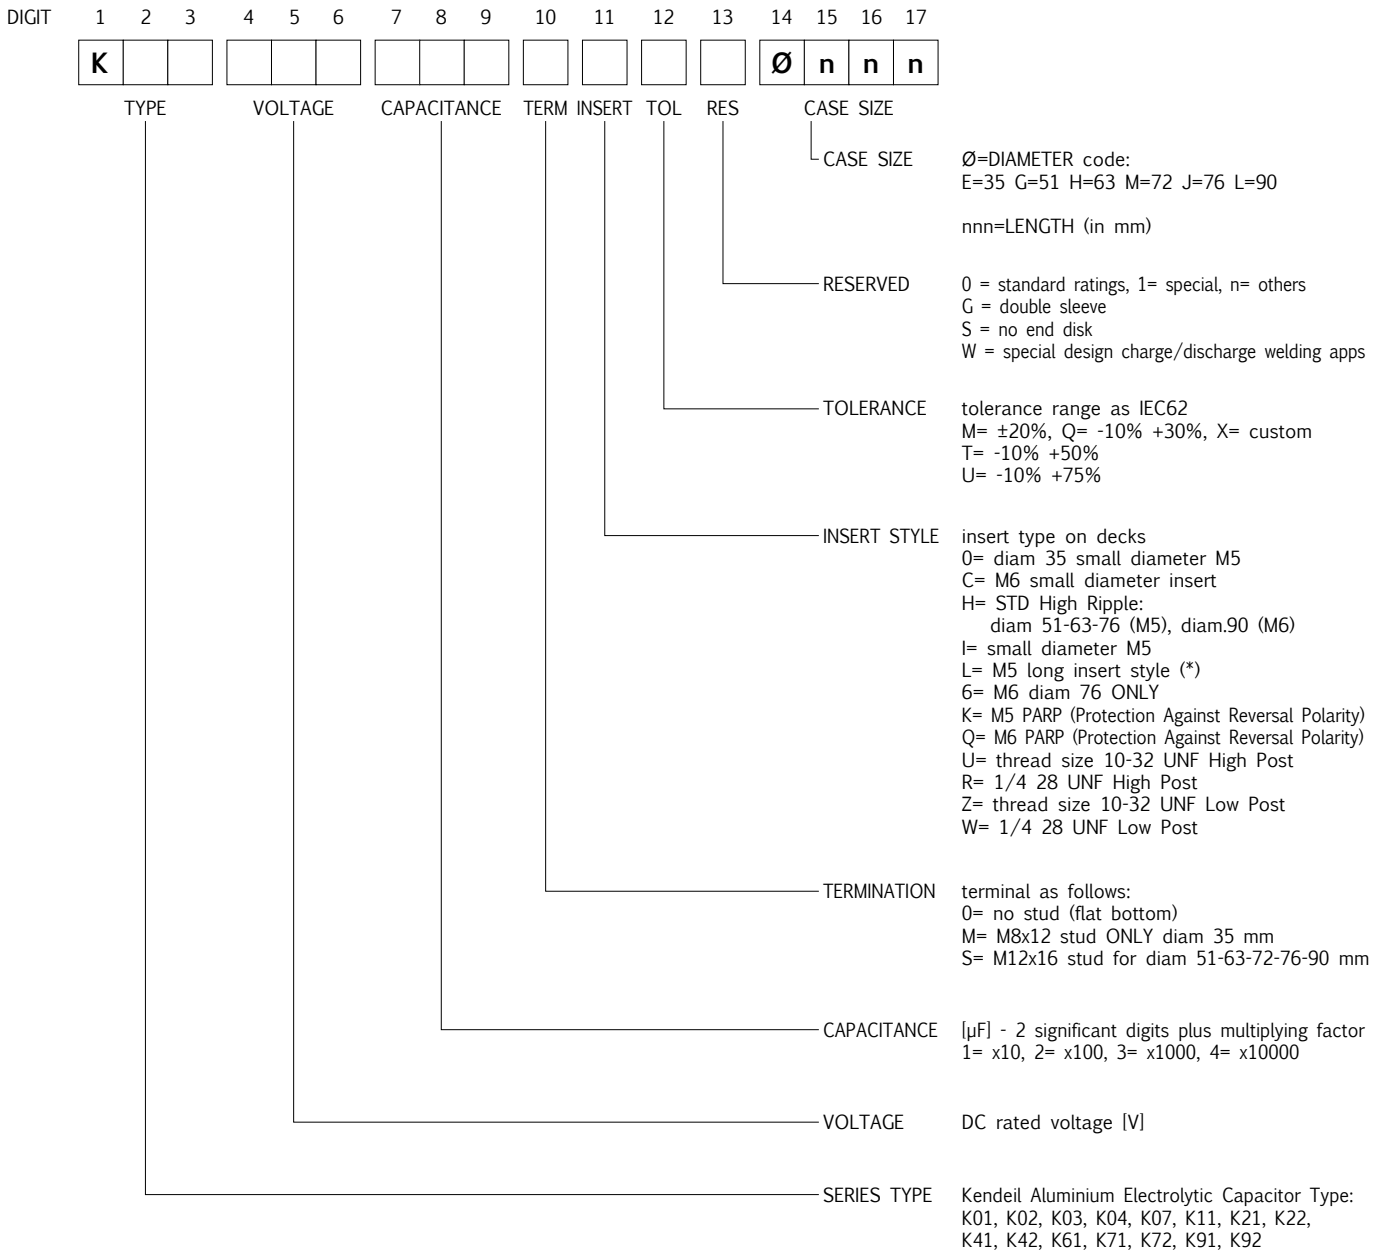 DIGIT 1 2 3 4 5 6 7 8 9 10 11 12 13 14 15 16 17
K Ø n n n
TYPE VOLTAGE CAPACITANCE TERM INSERT TOL RES CASE SIZE
CASE SIZE Ø=DIAMETER code:
E=35 G=51 H=63 M=72 J=76 L=90
nnn=LENGTH (in mm)
RESERVED 0 = standard ratings, 1= special, n= others
G = double sleeve
S = no end disk
W = special design charge/discharge welding apps
TOLERANCE tolerance range as IEC62
M= ±20%, Q= -10% +30%, X= custom
T= -10% +50%
U= -10% +75%
INSERT STYLE insert type on decks
0= diam 35 small diameter M5
C= M6 small diameter insert
H= STD High Ripple:
diam 51-63-76 (M5), diam.90 (M6)
I= small diameter M5
L= M5 long insert style (*)
6= M6 diam 76 ONLY
K= M5 PARP (Protection Against Reversal Polarity)
Q= M6 PARP (Protection Against Reversal Polarity)
U= thread size 10-32 UNF High Post
R= 1/4 28 UNF High Post
Z= thread size 10-32 UNF Low Post
W= 1/4 28 UNF Low Post
TERMINATION terminal as follows:
0= no stud (flat bottom)
M= M8x12 stud ONLY diam 35 mm
S= M12x16 stud for diam 51-63-72-76-90 mm
CAPACITANCE [µF] - 2 significant digits plus multiplying factor
1= x10, 2= x100, 3= x1000, 4= x10000
VOLTAGE DC rated voltage [V]
SERIES TYPE Kendeil Aluminium Electrolytic Capacitor Type:
K01, K02, K03, K04, K07, K11, K21, K22,
K41, K42, K61, K71, K72, K91, K92